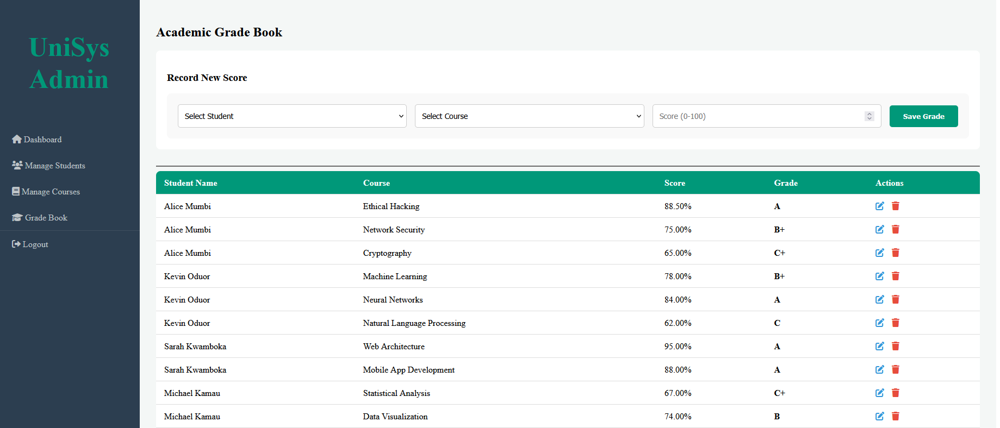 UniSys
Admin
Dashboard
Manage Students
Manage Courses
Grade Book
Logout
Academic Grade Book
Record New Score
Select Student Select Course Score (0-100) Save Grade
Student Name Course Score Grade Actions
Alice Mumbi Ethical Hacking 88.50% A
Alice Mumbi Network Security 75.00% B+
Alice Mumbi Cryptography 65.00% C+
Kevin Oduor Machine Learning 78.00% B+
Kevin Oduor Neural Networks 84.00% A
Kevin Oduor Natural Language Processing 62.00% C
Sarah Kwamboka Web Architecture 95.00% A
Sarah Kwamboka Mobile App Development 88.00% A
Michael Kamau Statistical Analysis 67.00% C+
Michael Kamau Data Visualization 74.00% B